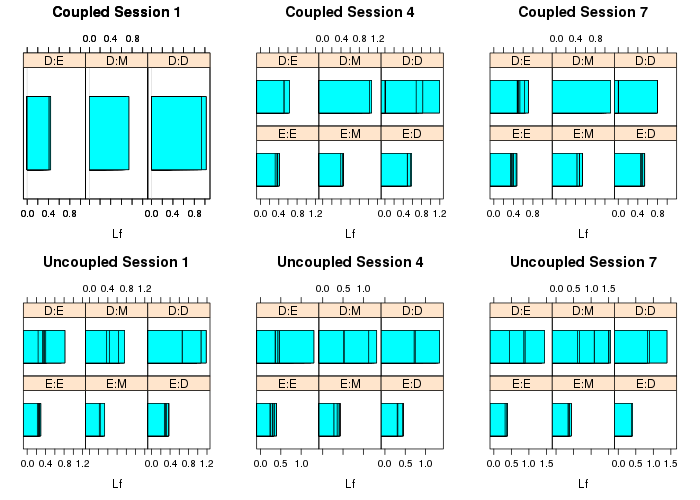 Coupled Session 1
0.0 0.4 0.8
D:E D:M D:D
0.0 0.4 0.8 0.0 0.4 0.8
Lf
Coupled Session 4
0.0 0.4 0.8 1.2
D:E D:M D:D
E:E E:M E:D
0.0 0.4 0.8 1.2 0.0 0.4 0.8 1.2
Lf
Coupled Session 7
0.0 0.4 0.8
D:E D:M D:D
E:E E:M E:D
0.0 0.4 0.8 0.0 0.4 0.8
Lf
Uncoupled Session 1
0.0 0.4 0.8 1.2
D:E D:M D:D
E:E E:M E:D
0.0 0.4 0.8 1.2 0.0 0.4 0.8 1.2
Lf
Uncoupled Session 4
0.0 0.5 1.0
D:E D:M D:D
E:E E:M E:D
0.0 0.5 1.0 0.0 0.5 1.0
Lf
Uncoupled Session 7
0.0 0.5 1.0 1.5
D:E D:M D:D
E:E E:M E:D
0.0 0.5 1.0 1.5 0.0 0.5 1.0 1.5
Lf